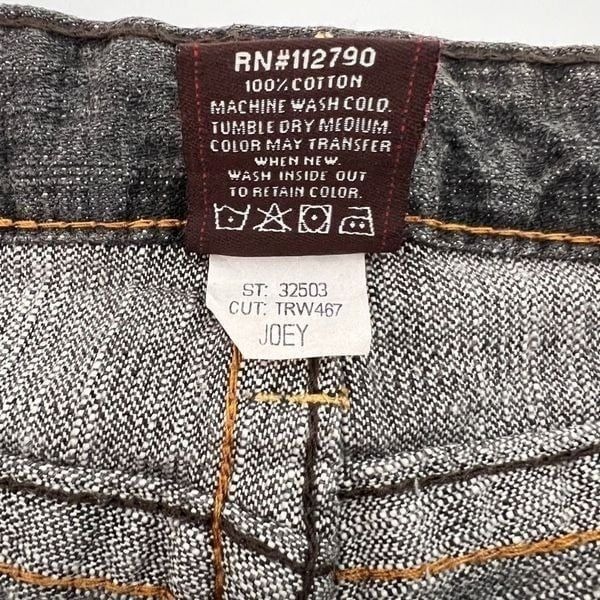 RN#112790
100% COTTON
MACHINE WASH COLD.
TUMBLE DRY MEDIUM.
COLOR MAY TRANSFER
WHEN NEW.
WASH INSIDE OUT
TO RETAIN COLOR.
ST: 32503
CUT: TRW467
JOEY